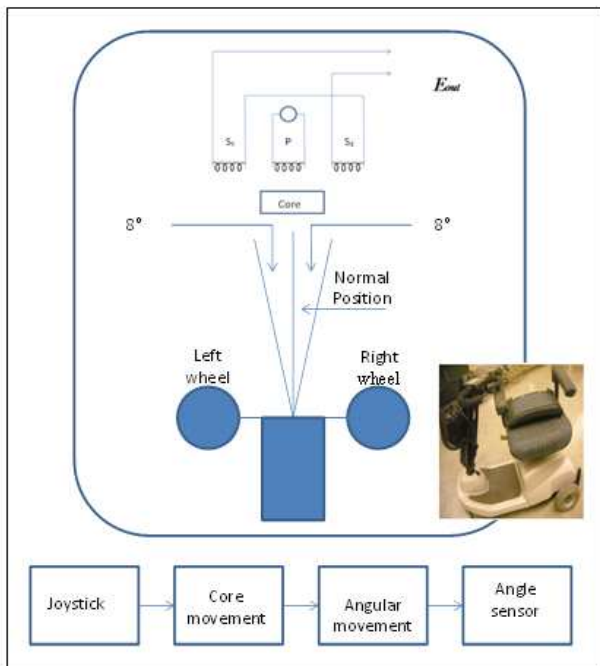 Eout
S₁ P S₂
Core
8° 8°
Normal
Position
Left
wheel
Right
wheel
Joystick
Core
movement
Angular
movement
Angle
sensor